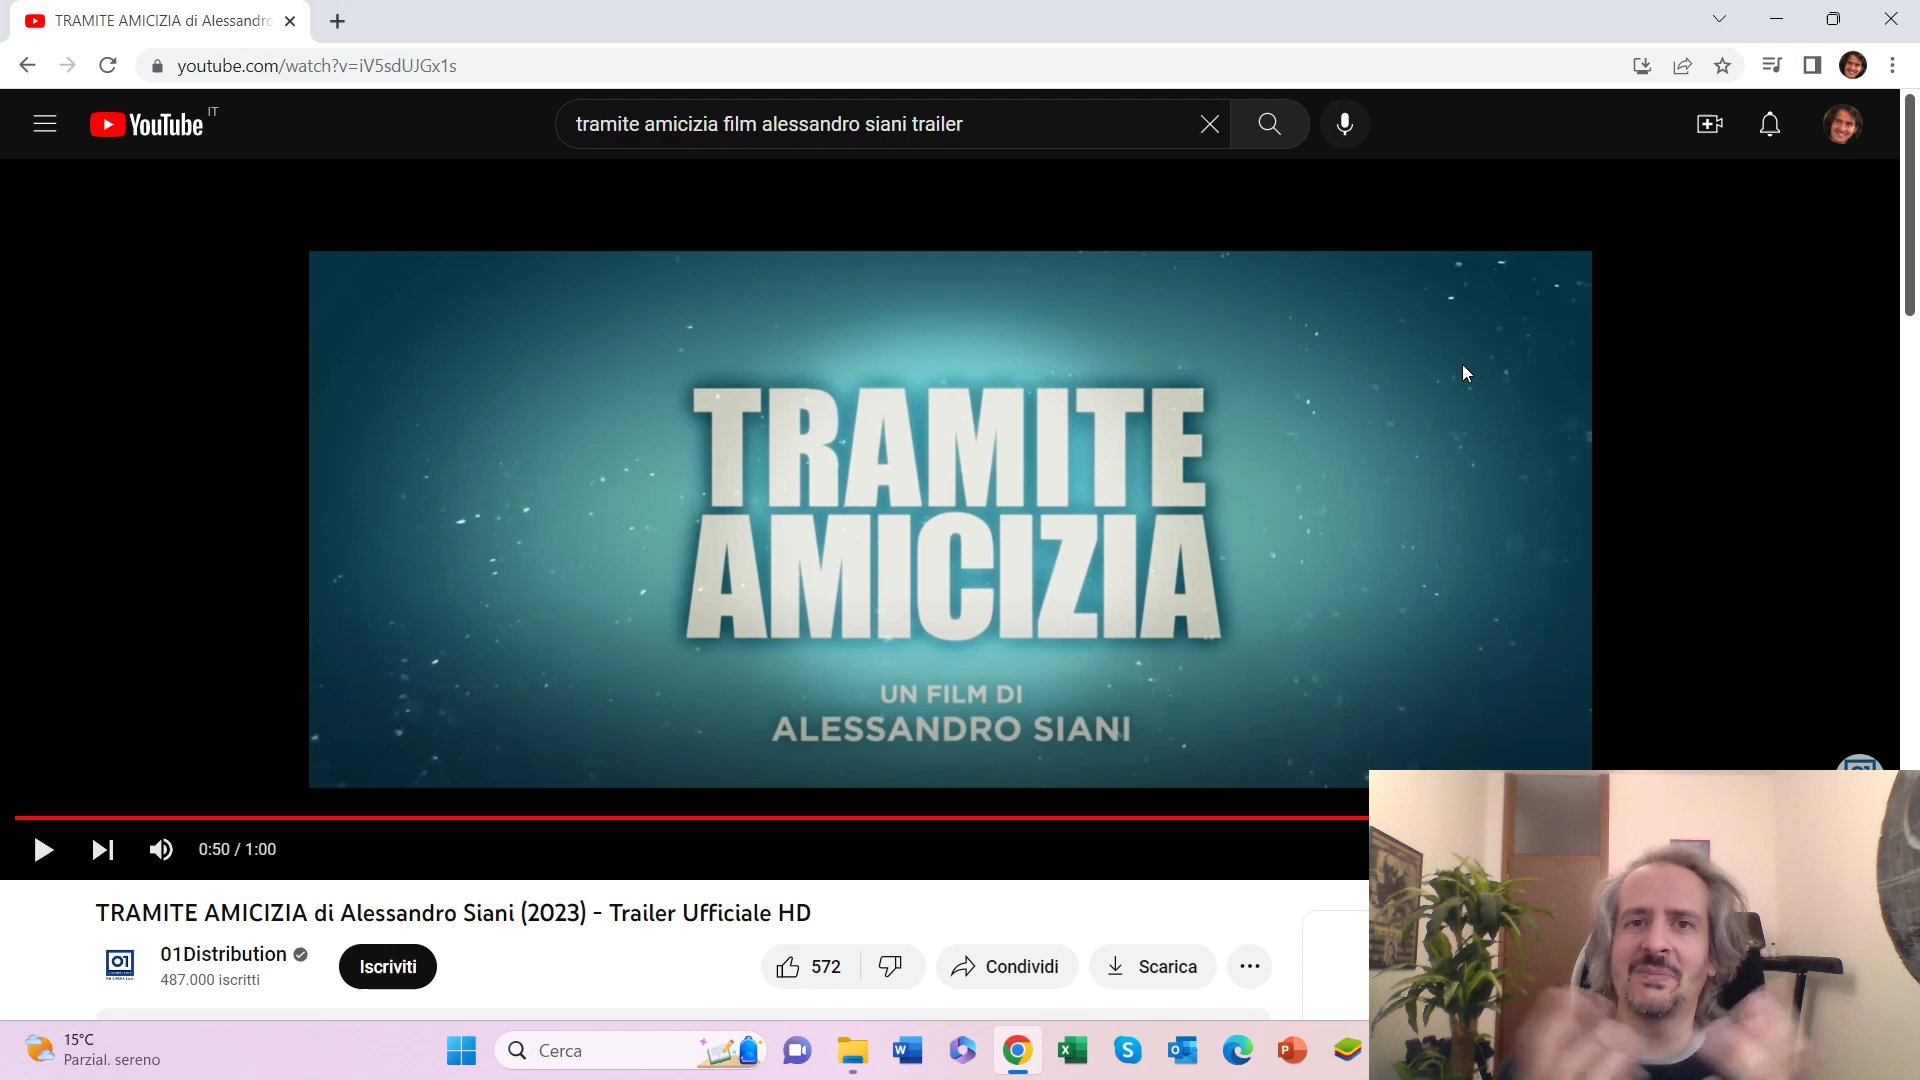 TRAMITE AMICIZIA di Alessandro
youtube.com/watch?v=iV5sdUJGx1s
YouTube IT
tramite amicizia film alessandro siani trailer
TRAMITE
AMICIZIA
UN FILM DI
ALESSANDRO SIANI
0:50 / 1:00
TRAMITE AMICIZIA di Alessandro Siani (2023) - Trailer Ufficiale HD
01Distribution
487.000 iscritti
Iscriviti
572
Condividi
Scarica
15°C
Parzial. sereno
Cerca